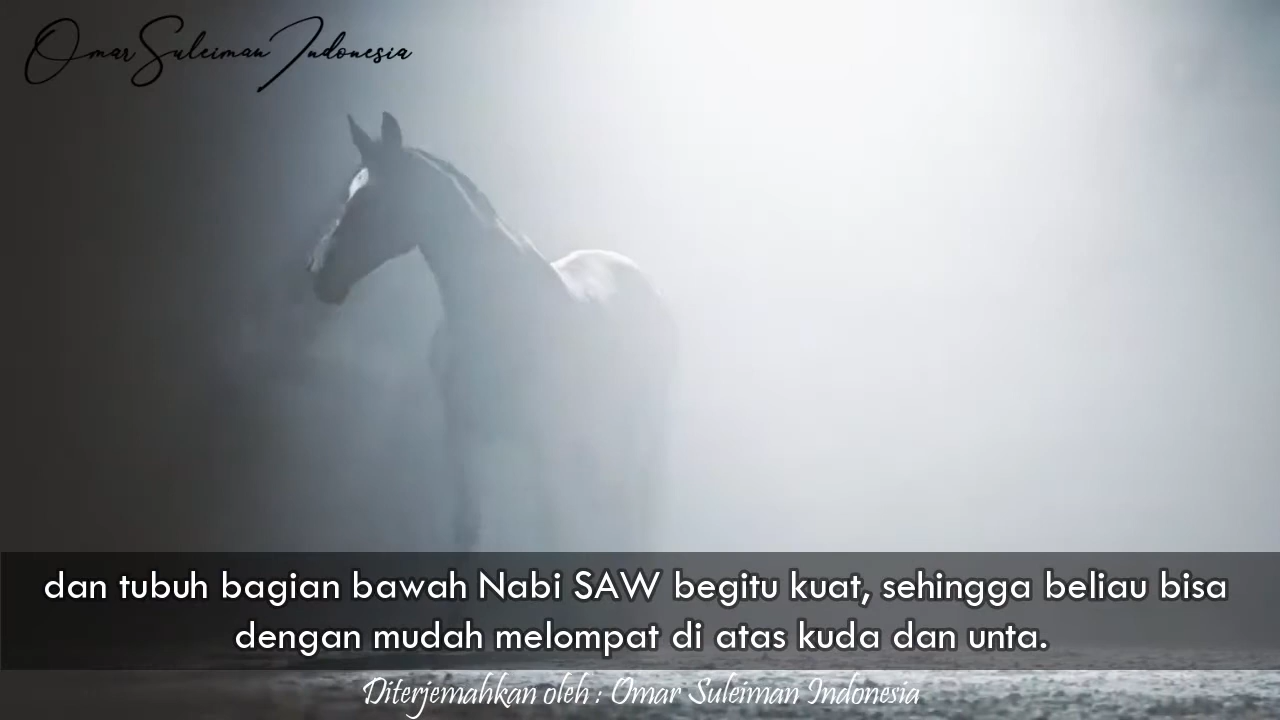 Omar Suleiman Indonesia
dan tubuh bagian bawah Nabi SAW begitu kuat, sehingga beliau bisa
dengan mudah melompat di atas kuda dan unta.
Diterjemahkan oleh : Omar Suleiman Indonesia